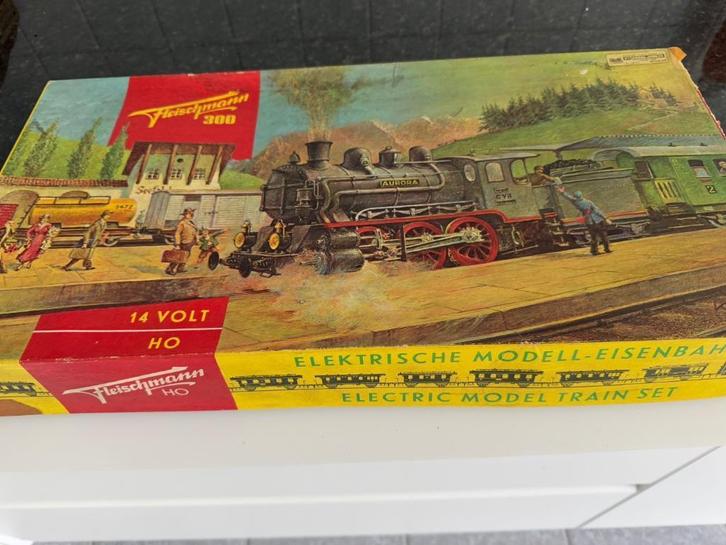 Fleischmann
300
AURORA
2
14 VOLT
HO
Fleischmann
HO
ELEKTRISCHE MODELL-EISENBAH
ELECTRIC MODEL TRAIN SET